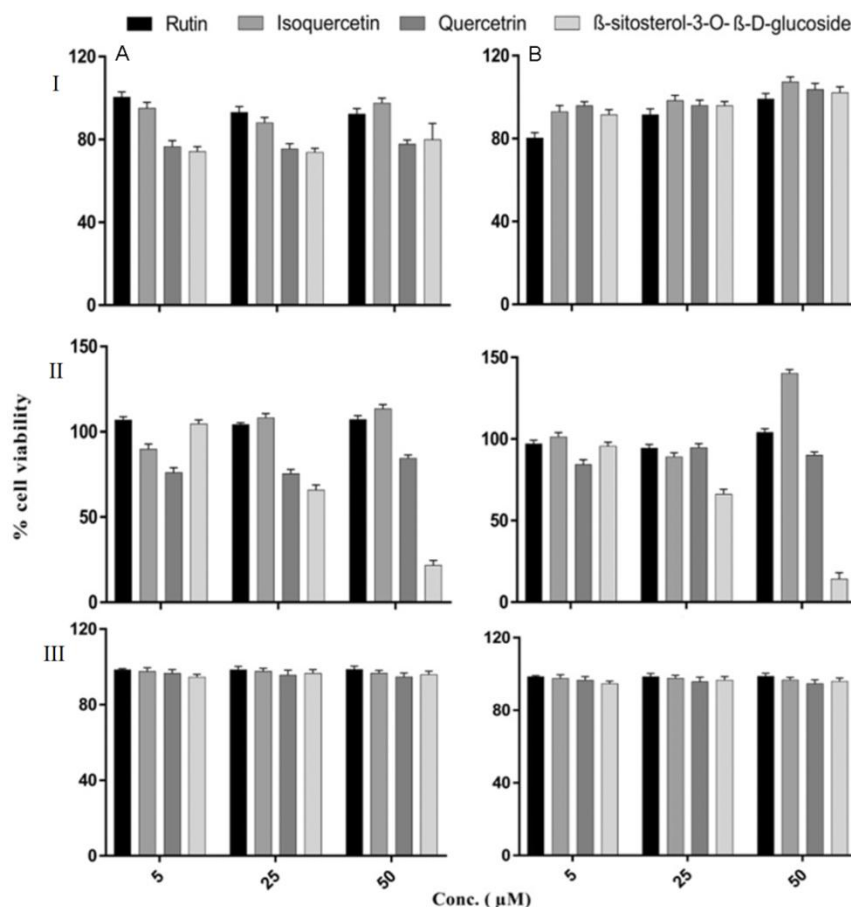 Rutin Isoquercetin Quercetrin ß-sitosterol-3-O- ß-D-glucoside
A B
I
120 120
80 80
40 40
0 0
II
150 150
100 100
50 50
0 0
% cell viability
III
120 120
80 80
40 40
0 0
5 25 50 5 25 50
Conc. ( µM)